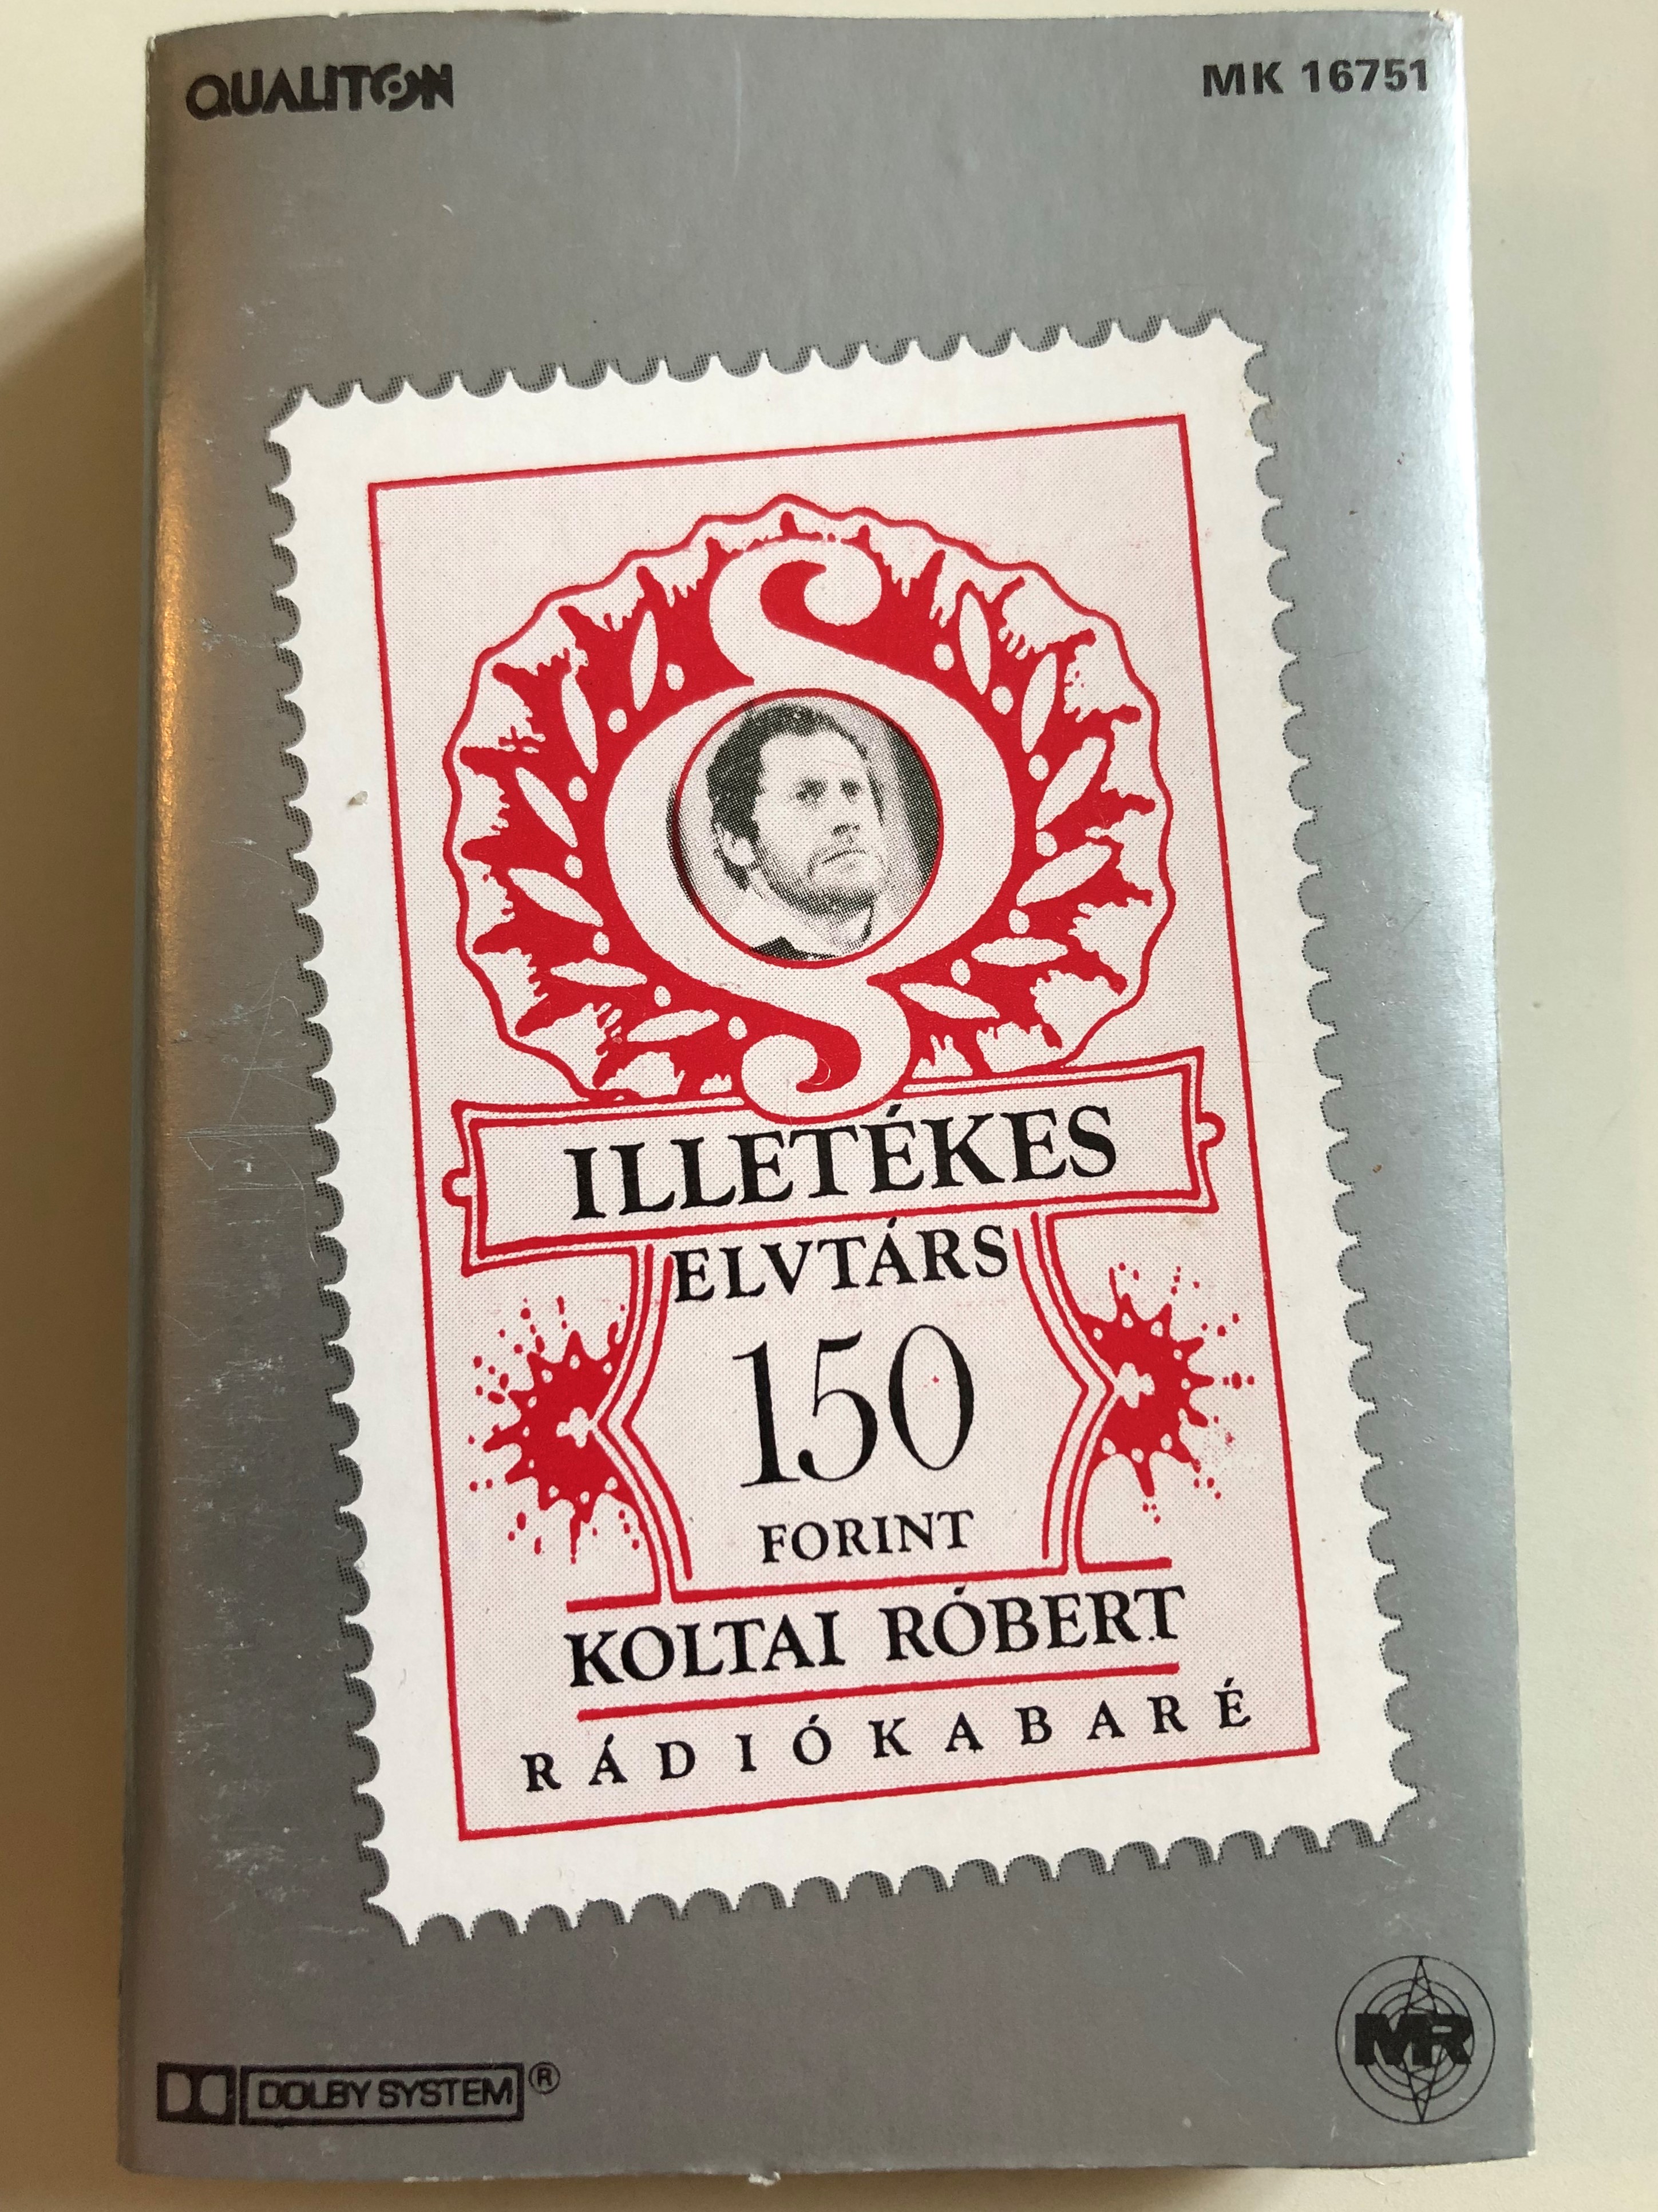 QUALITON
MK 16751
§
ILLETÉKES
ELVTÁRS
150
FORINT
KOLTAI RÓBERT
RÁDIÓKABARÉ
MR
DOLBY SYSTEM®